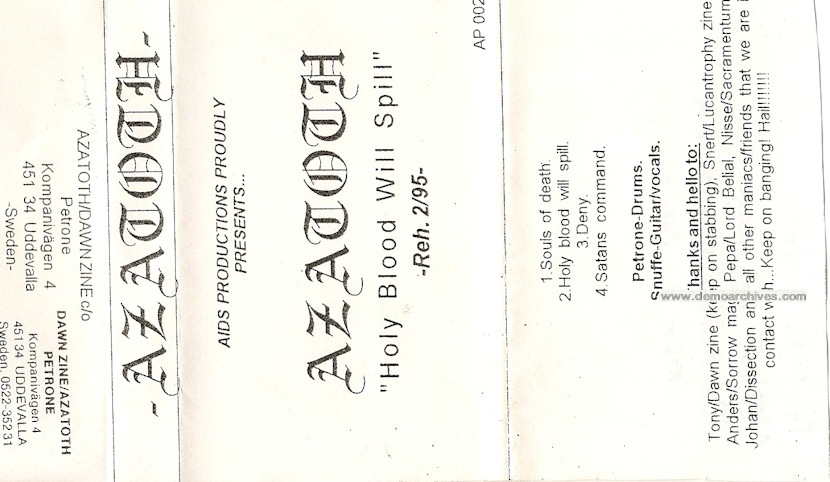 AZATOTH/DAWN ZINE c/o
Petrone
Kompanivägen 4
451 34 Uddevalla
-Sweden-
DAWN ZINE/AZATOTH
PETRONE
Kompanivägen 4
45134 UDDEVALLA
Sweden, 0522-35231
-AZATOTH-
AIDS PRODUCTIONS PROUDLY
PRESENTS...
AZATOTH
"Holy Blood Will Spill"
-Reh. 2/95-
AP 002
1.Souls of death.
2.Holy blood will spill.
3.Deny.
4.Satans command.
Petrone-Drums.
Snuffe-Guitar/vocals.
hanks and hello to:
Tony/Dawn zine (ke p on stabbing), Snert/Lucantrophy zine
Anders/Sorrow mag Pepa/Lord Belial, Nisse/Sacramentum
Johan/Dissection an all other maniacs/friends that we are i
contact w h...Keep on banging! Hail!!!!!!!
www.demoarchives.com